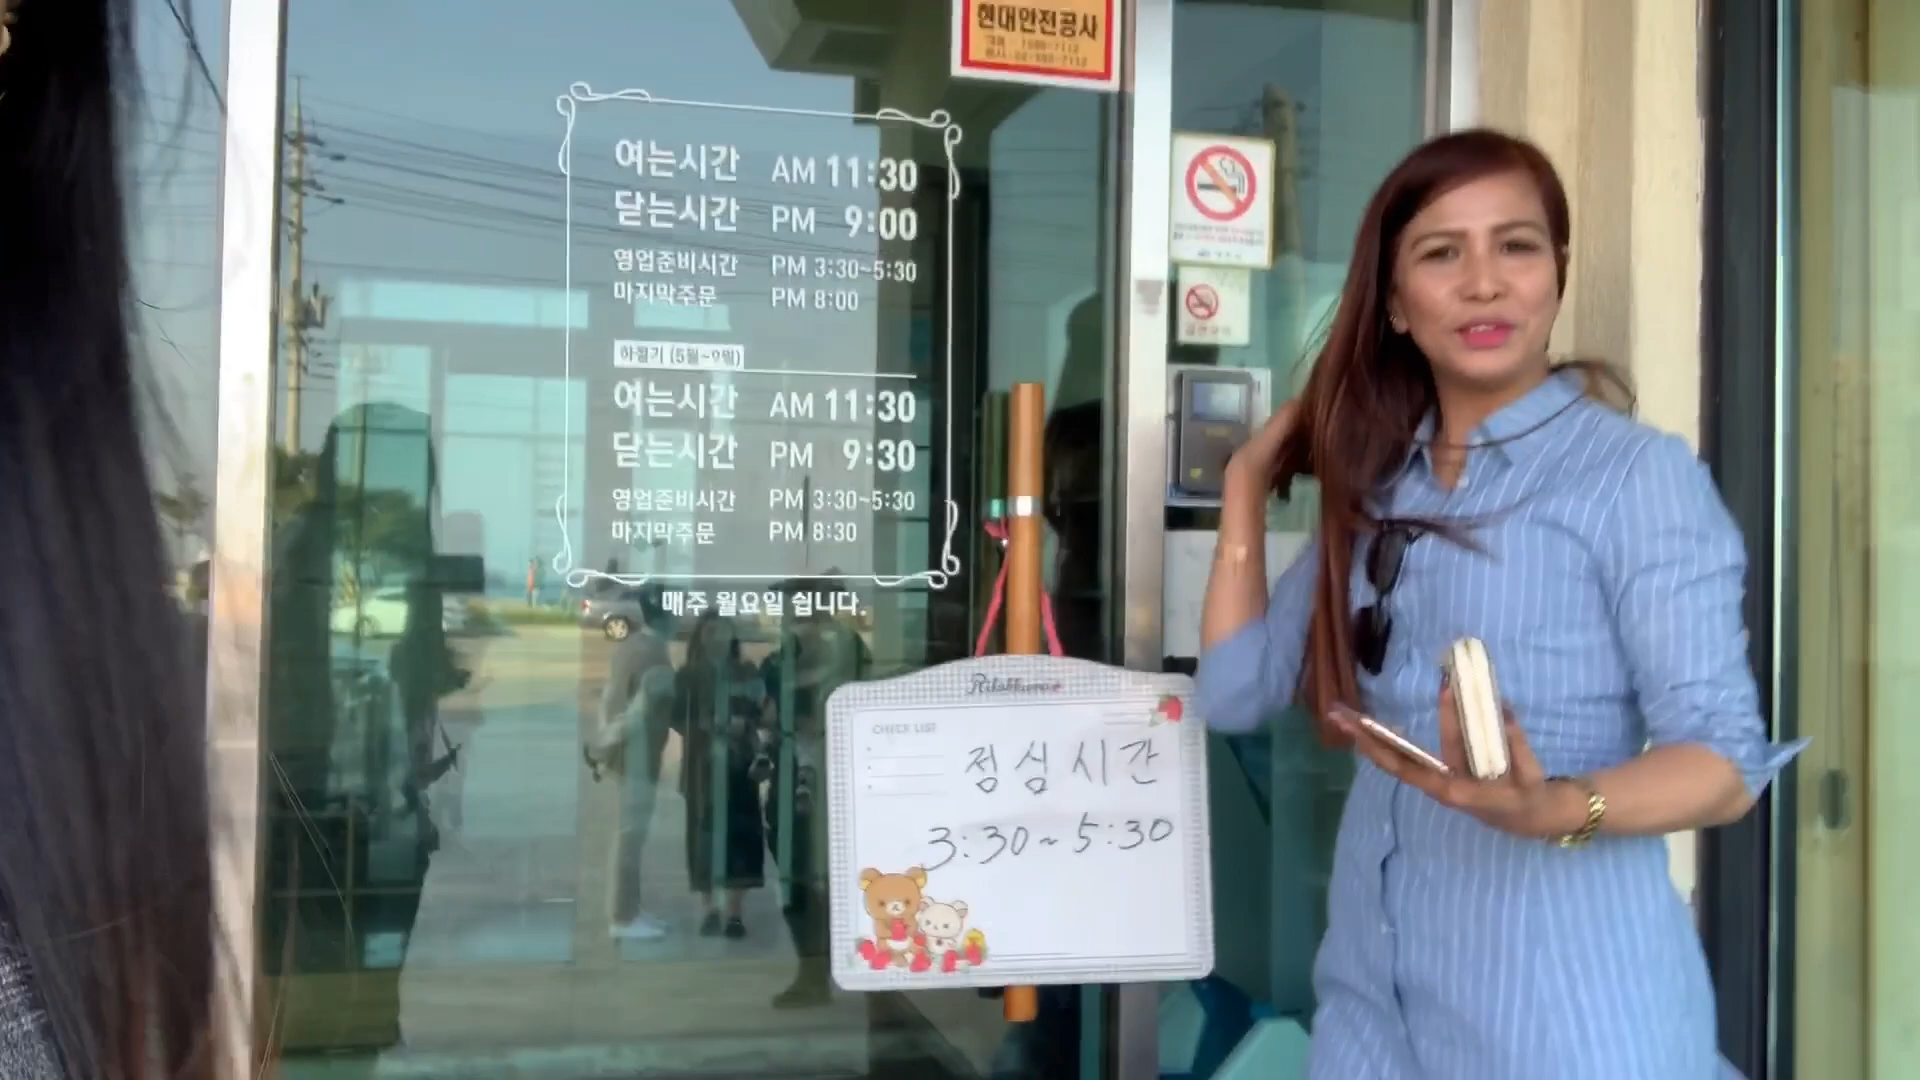 현대안전공사
여는시간 AM 11:30
닫는시간 PM 9:00
영업준비시간 PM 3:30~5:30
마지막주문 PM 8:00
하절기 (5월~9월)
여는시간 AM 11:30
닫는시간 PM 9:30
영업준비시간 PM 3:30~5:30
마지막주문 PM 8:30
매주 월요일 쉽니다.
Rilakkuma
CHECK LIST
점심시간
3:30~5:30